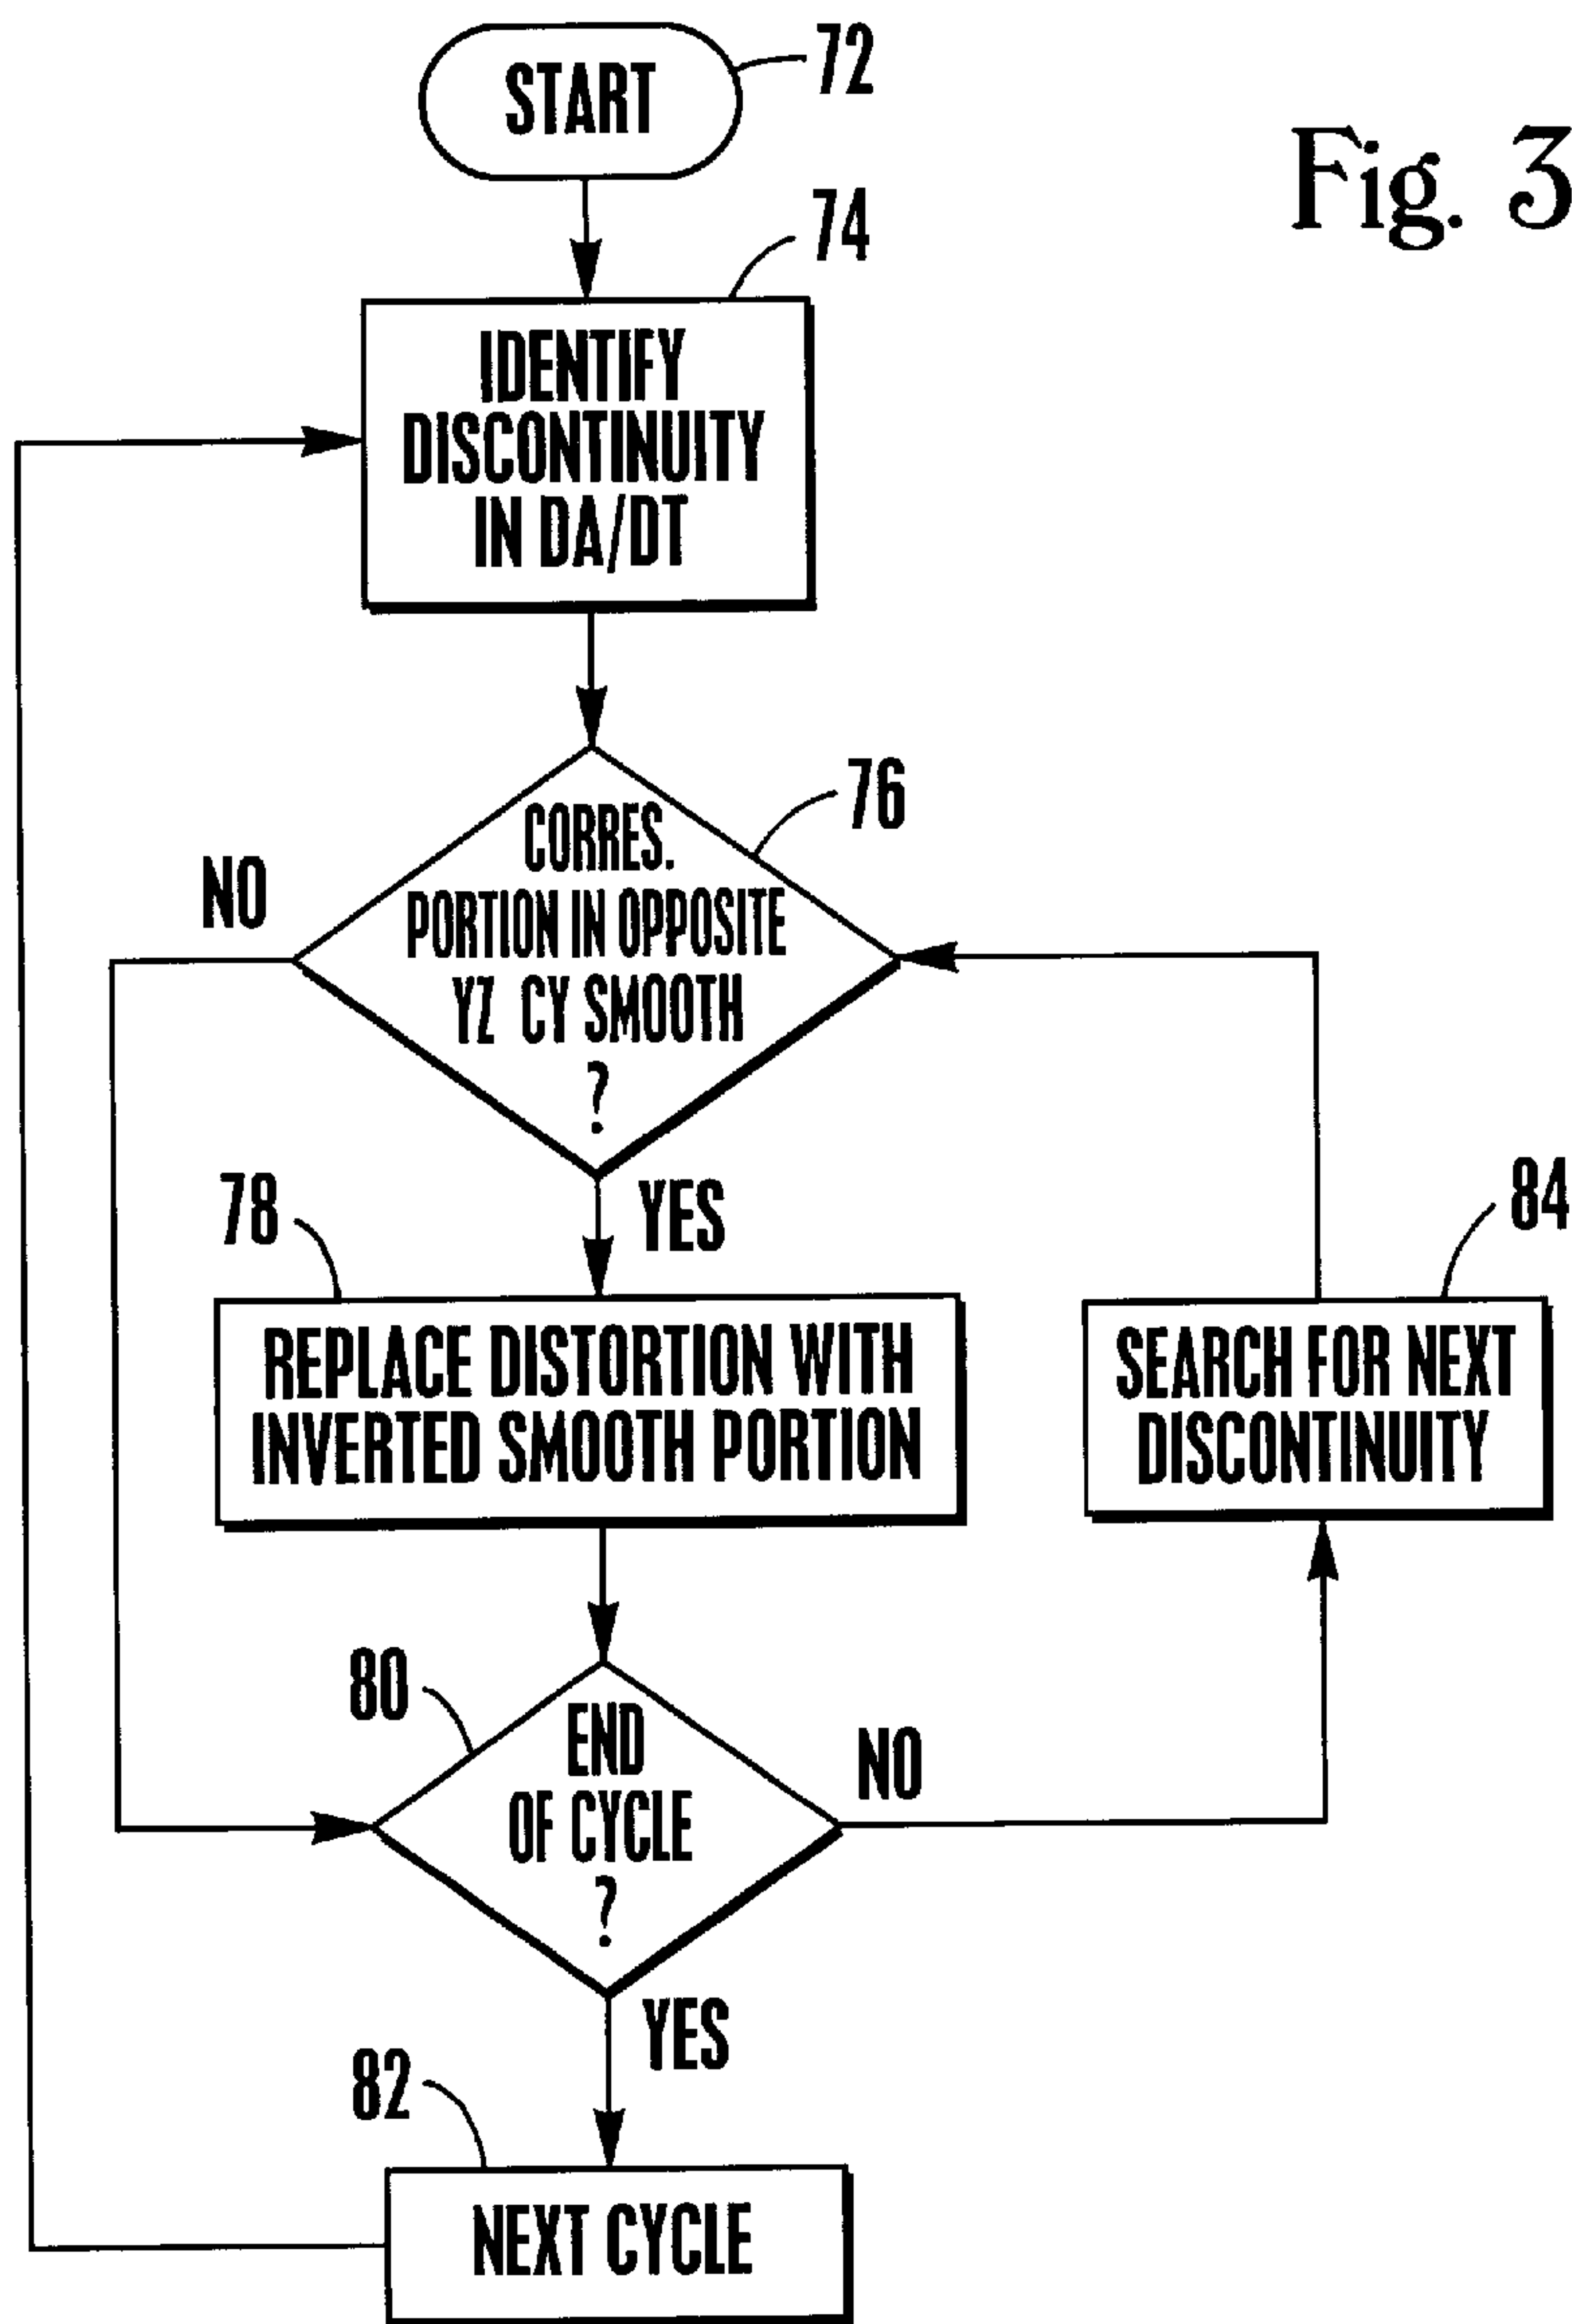 START
72
Fig. 3
74
IDENTIFY
DISCONTINUITY
IN DA/DT
76
CORRES.
PORTION IN OPPOSITE
YZ CY SMOOTH
?
NO
YES
78
REPLACE DISTORTION WITH
INVERTED SMOOTH PORTION
84
SEARCH FOR NEXT
DISCONTINUITY
80
END
OF CYCLE
?
NO
YES
82
NEXT CYCLE